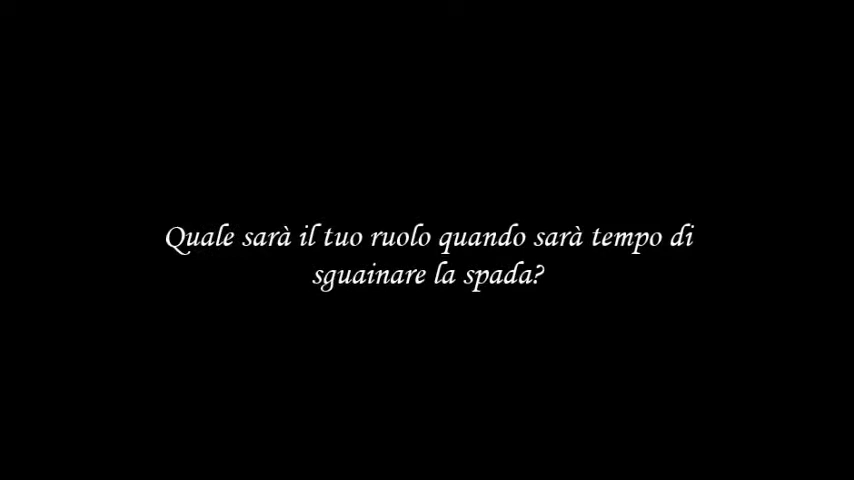 Quale sarà il tuo ruolo quando sarà tempo di
sguainare la spada?